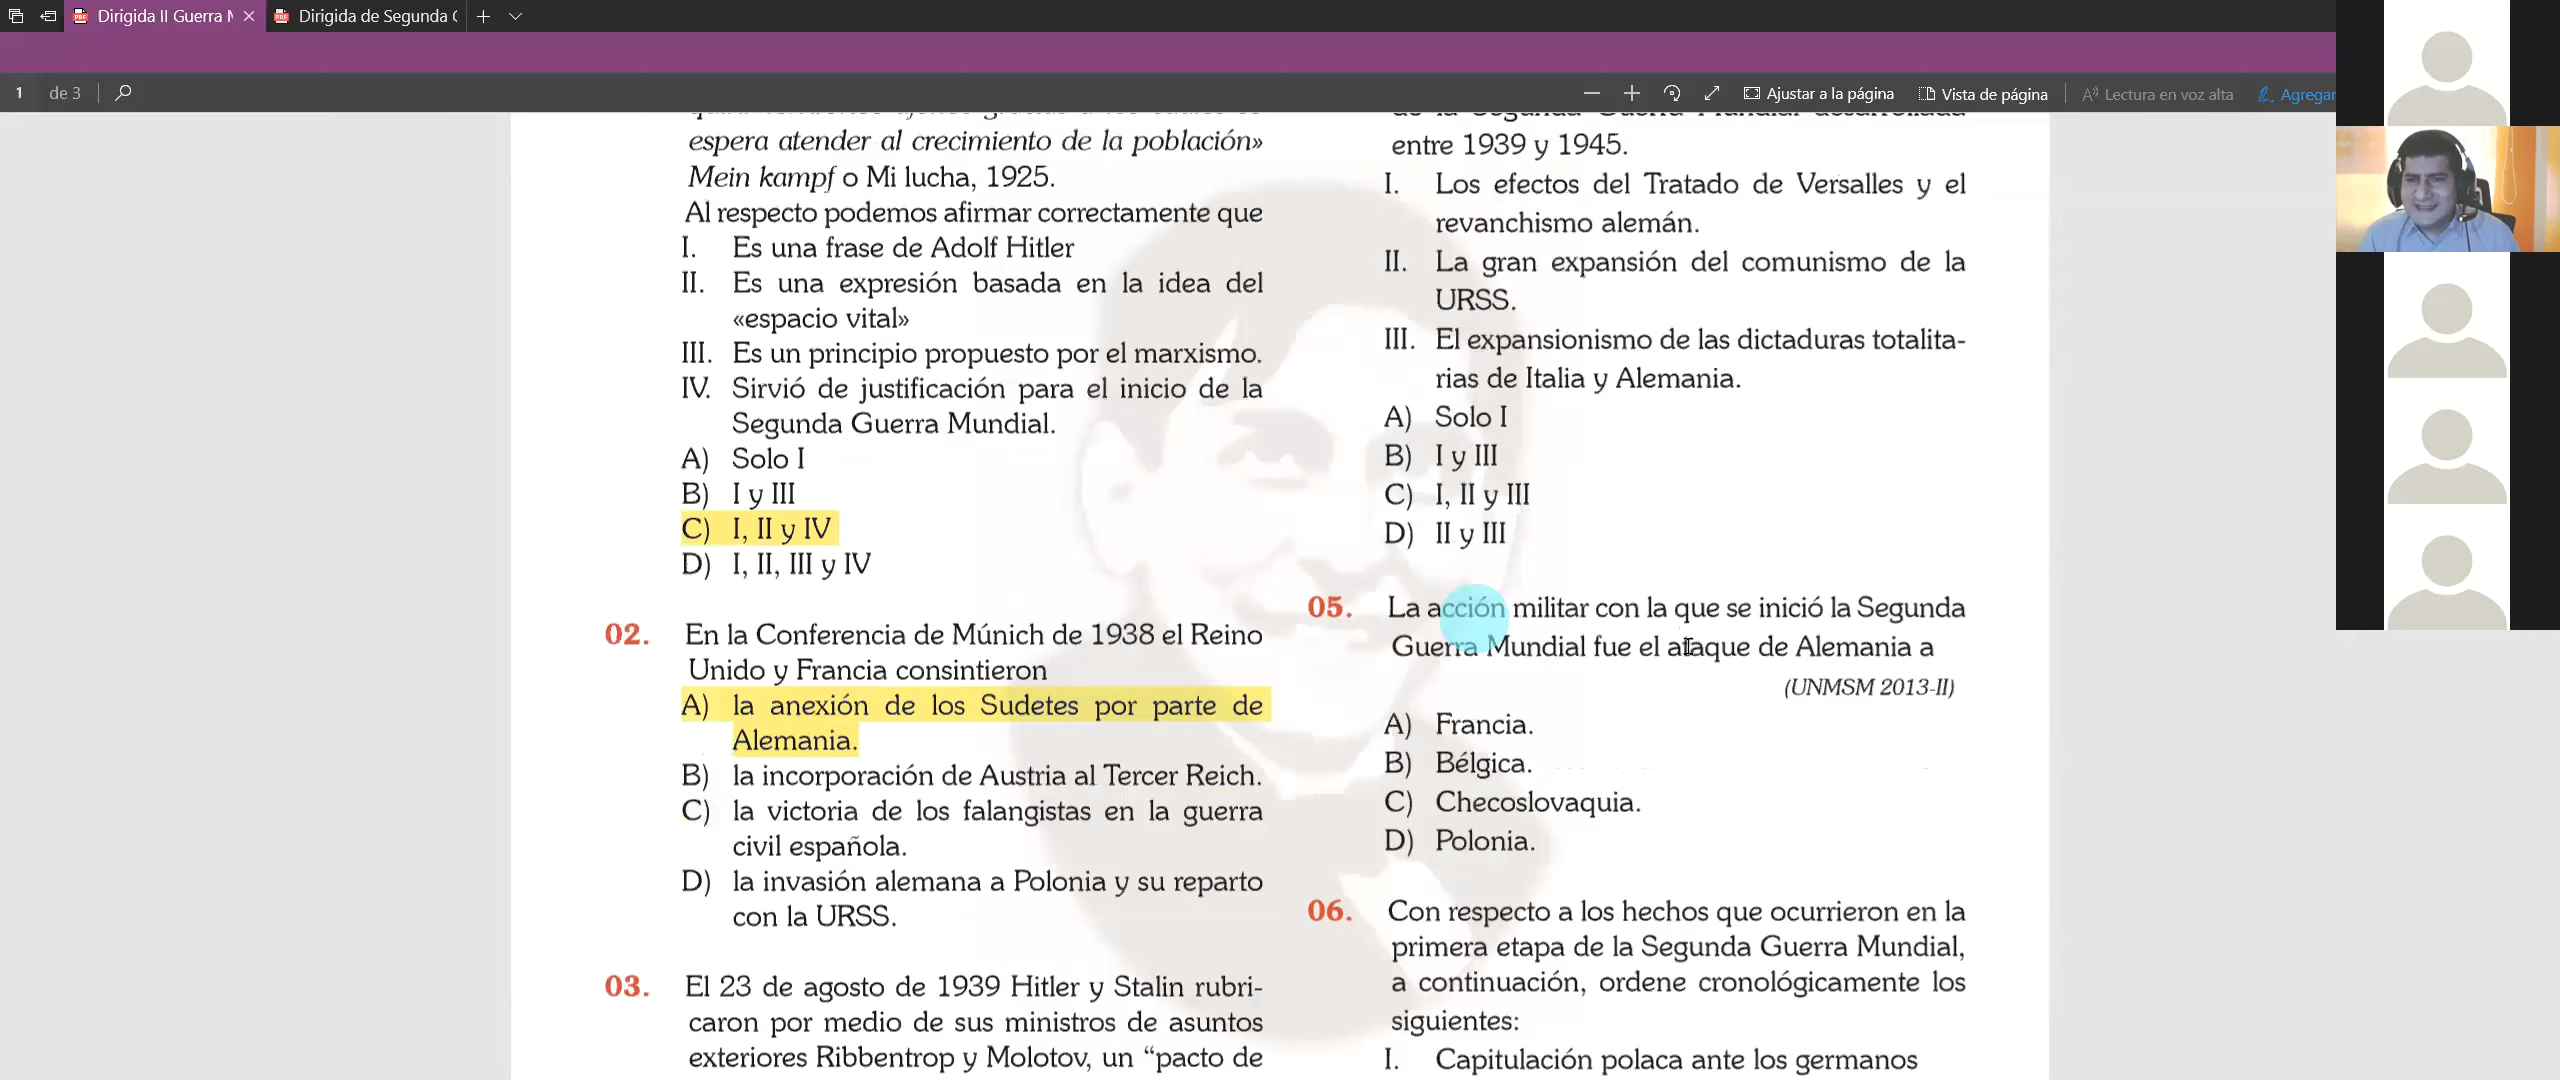 Dirigida II Guerra M
Dirigida de Segunda G
1 de 3
Ajustar a la página
Vista de página
Lectura en voz alta
Agregar
espera atender al crecimiento de la población»
Mein kampf o Mi lucha, 1925.
Al respecto podemos afirmar correctamente que
I. Es una frase de Adolf Hitler
II. Es una expresión basada en la idea del
«espacio vital»
III. Es un principio propuesto por el marxismo.
IV. Sirvió de justificación para el inicio de la
Segunda Guerra Mundial.
A) Solo I
B) I y III
C) I, II y IV
D) I, II, III y IV
02. En la Conferencia de Múnich de 1938 el Reino
Unido y Francia consintieron
A) la anexión de los Sudetes por parte de
Alemania.
B) la incorporación de Austria al Tercer Reich.
C) la victoria de los falangistas en la guerra
civil española.
D) la invasión alemana a Polonia y su reparto
con la URSS.
03. El 23 de agosto de 1939 Hitler y Stalin rubri-
caron por medio de sus ministros de asuntos
exteriores Ribbentrop y Molotov, un “pacto de
de la Segunda Guerra Mundial desarrollada
entre 1939 y 1945.
I. Los efectos del Tratado de Versalles y el
revanchismo alemán.
II. La gran expansión del comunismo de la
URSS.
III. El expansionismo de las dictaduras totalita-
rias de Italia y Alemania.
A) Solo I
B) I y III
C) I, II y III
D) II y III
05. La acción militar con la que se inició la Segunda
Guerra Mundial fue el ataque de Alemania a
(UNMSM 2013-II)
A) Francia.
B) Bélgica.
C) Checoslovaquia.
D) Polonia.
06. Con respecto a los hechos que ocurrieron en la
primera etapa de la Segunda Guerra Mundial,
a continuación, ordene cronológicamente los
siguientes:
I. Capitulación polaca ante los germanos